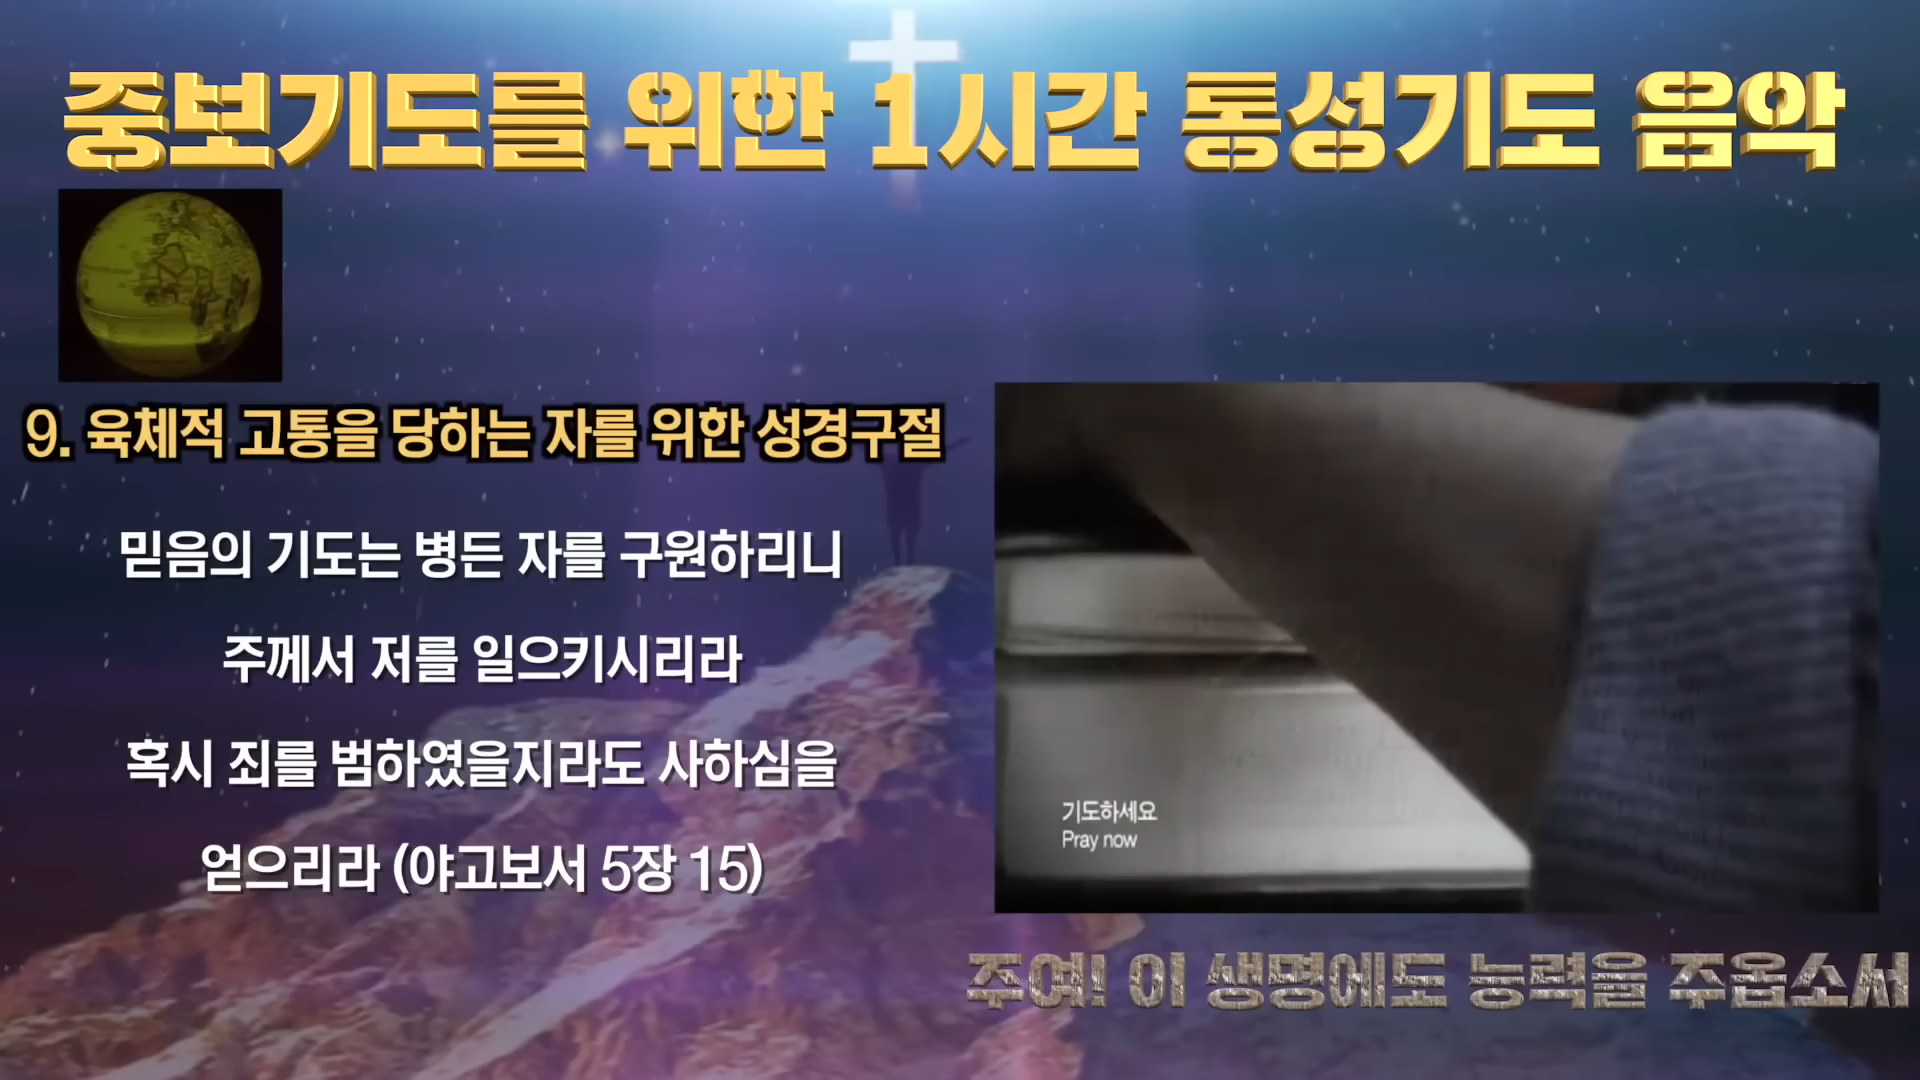 중보기도를 위한 1시간 통성기도 음악
9. 육체적 고통을 당하는 자를 위한 성경구절
믿음의 기도는 병든 자를 구원하리니
주께서 저를 일으키시리라
혹시 죄를 범하였을지라도 사하심을
얻으리라 (야고보서 5장 15)
기도하세요
Pray now
주여! 이 생명에도 능력을 주옵소서